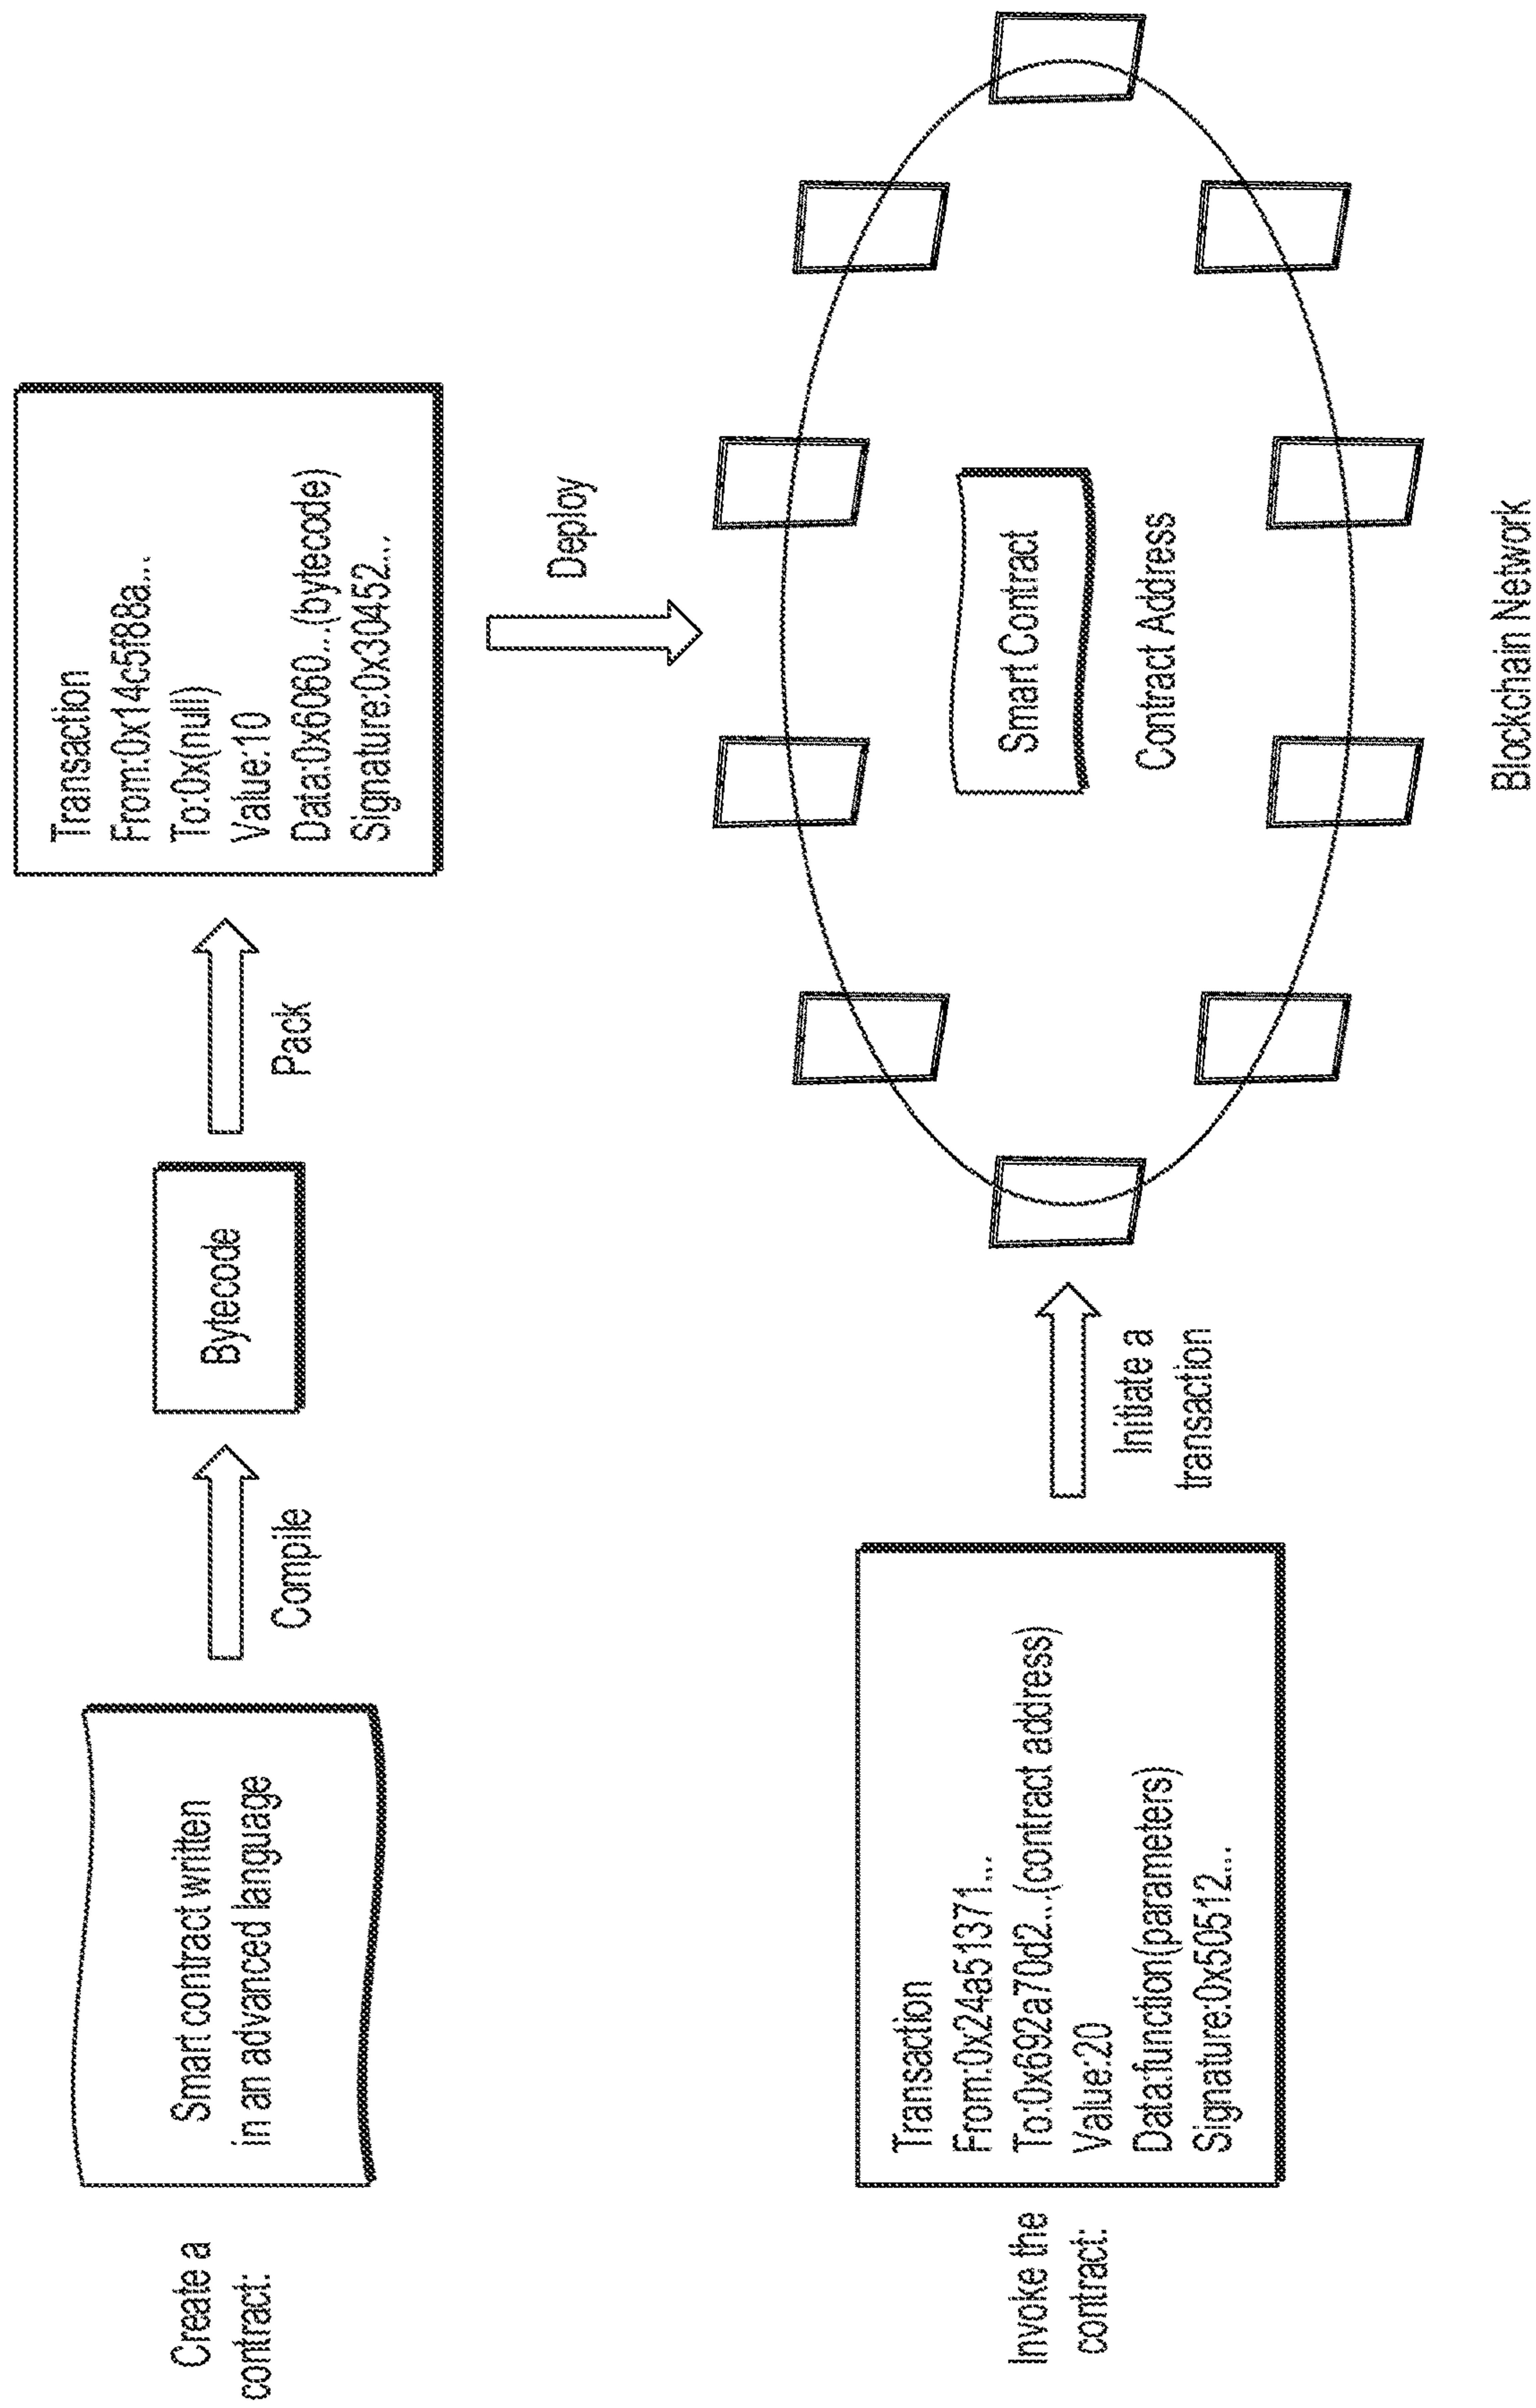 Create a
contract:
Smart contract written
in an advanced language
Compile
Bytecode
Pack
Transaction
From:0x14c5f88a...
To:0x(null)
Value:10
Data:0x6060...(bytecode)
Signature:0x30452...
Deploy
Invoke the
contract:
Transaction
From:0x24a51371...
To:0x692a70d2...(contract address)
Value:20
Data:function(parameters)
Signature:0x50512...
Initiate a
transaction
Smart Contract
Contract Address
Blockchain Network